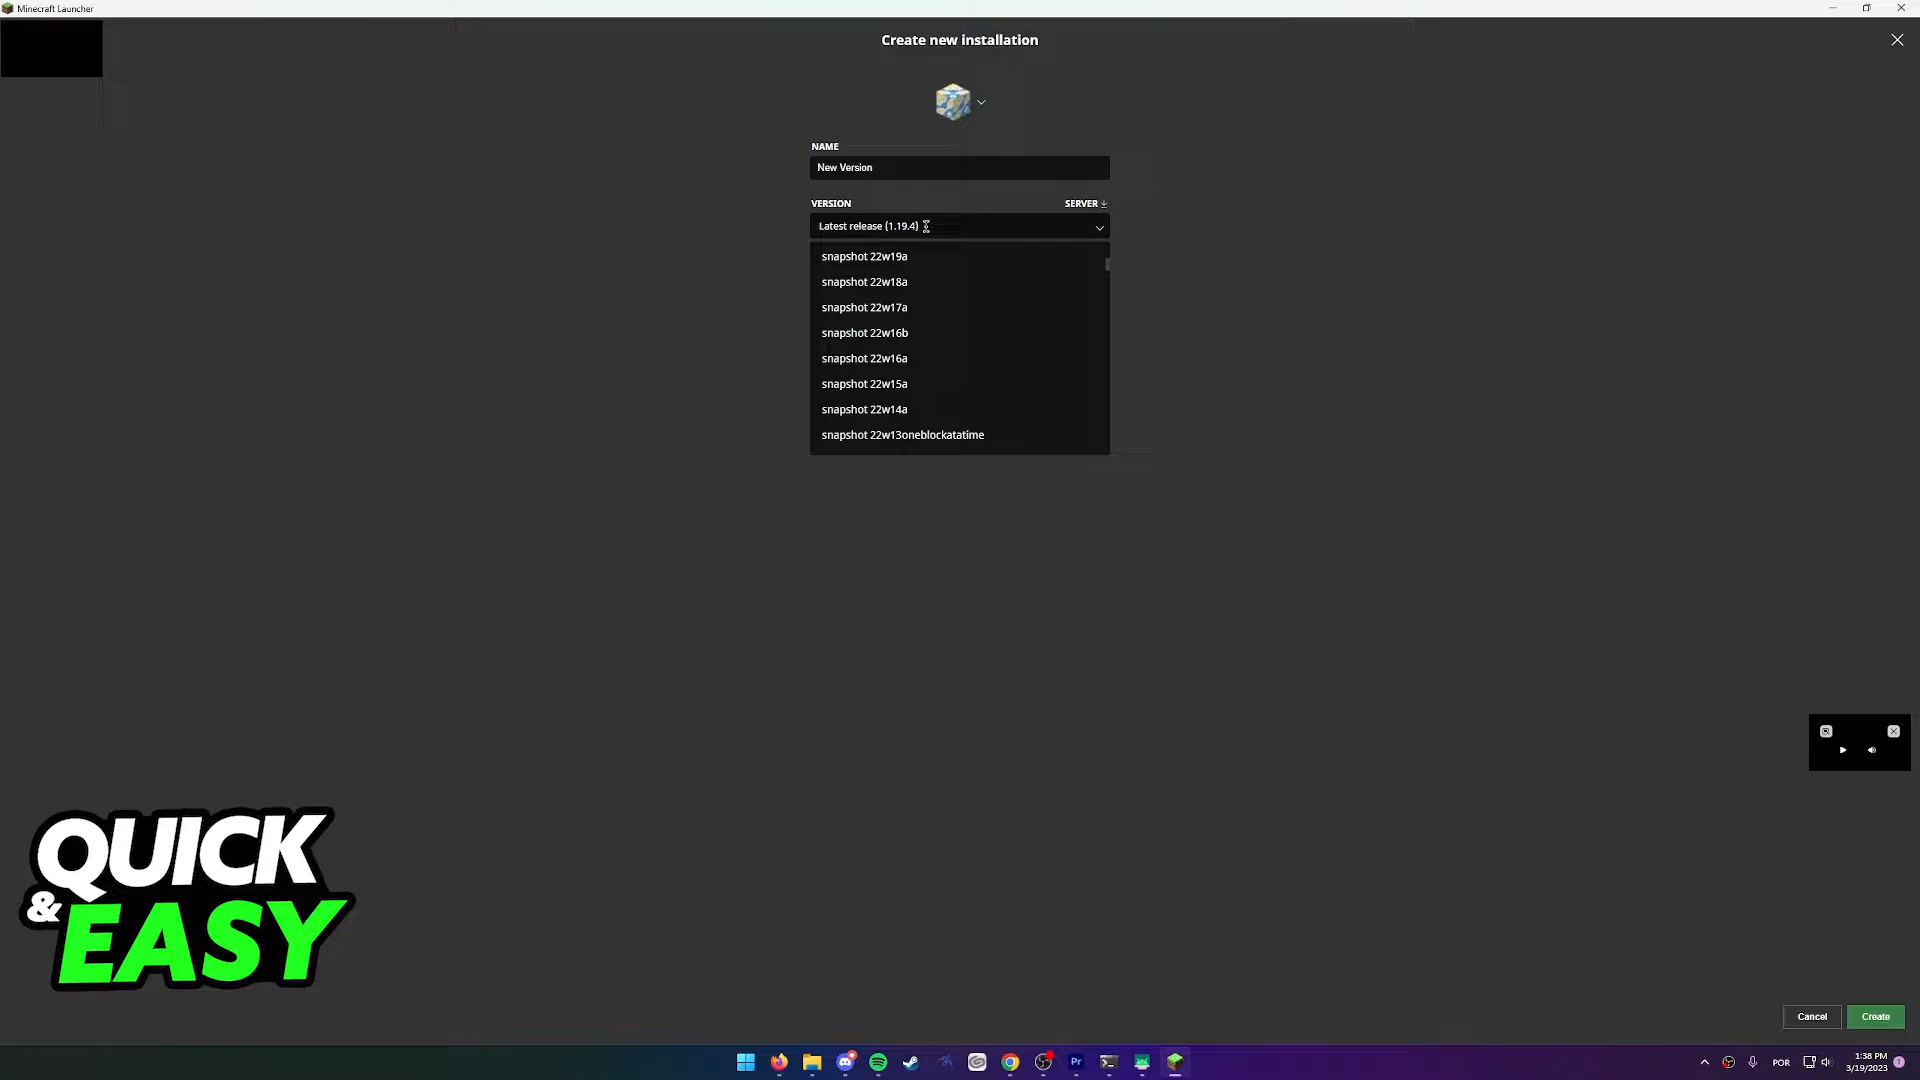 Minecraft Launcher
Create new installation
NAME
New Version
VERSION
SERVER
Latest release (1.19.4)
snapshot 22w19a
snapshot 22w18a
snapshot 22w17a
snapshot 22w16b
snapshot 22w16a
snapshot 22w15a
snapshot 22w14a
snapshot 22w13oneblockatatime
QUICK
& EASY
Cancel
Create
Pr
POR
1:38 PM
3/19/2023
1